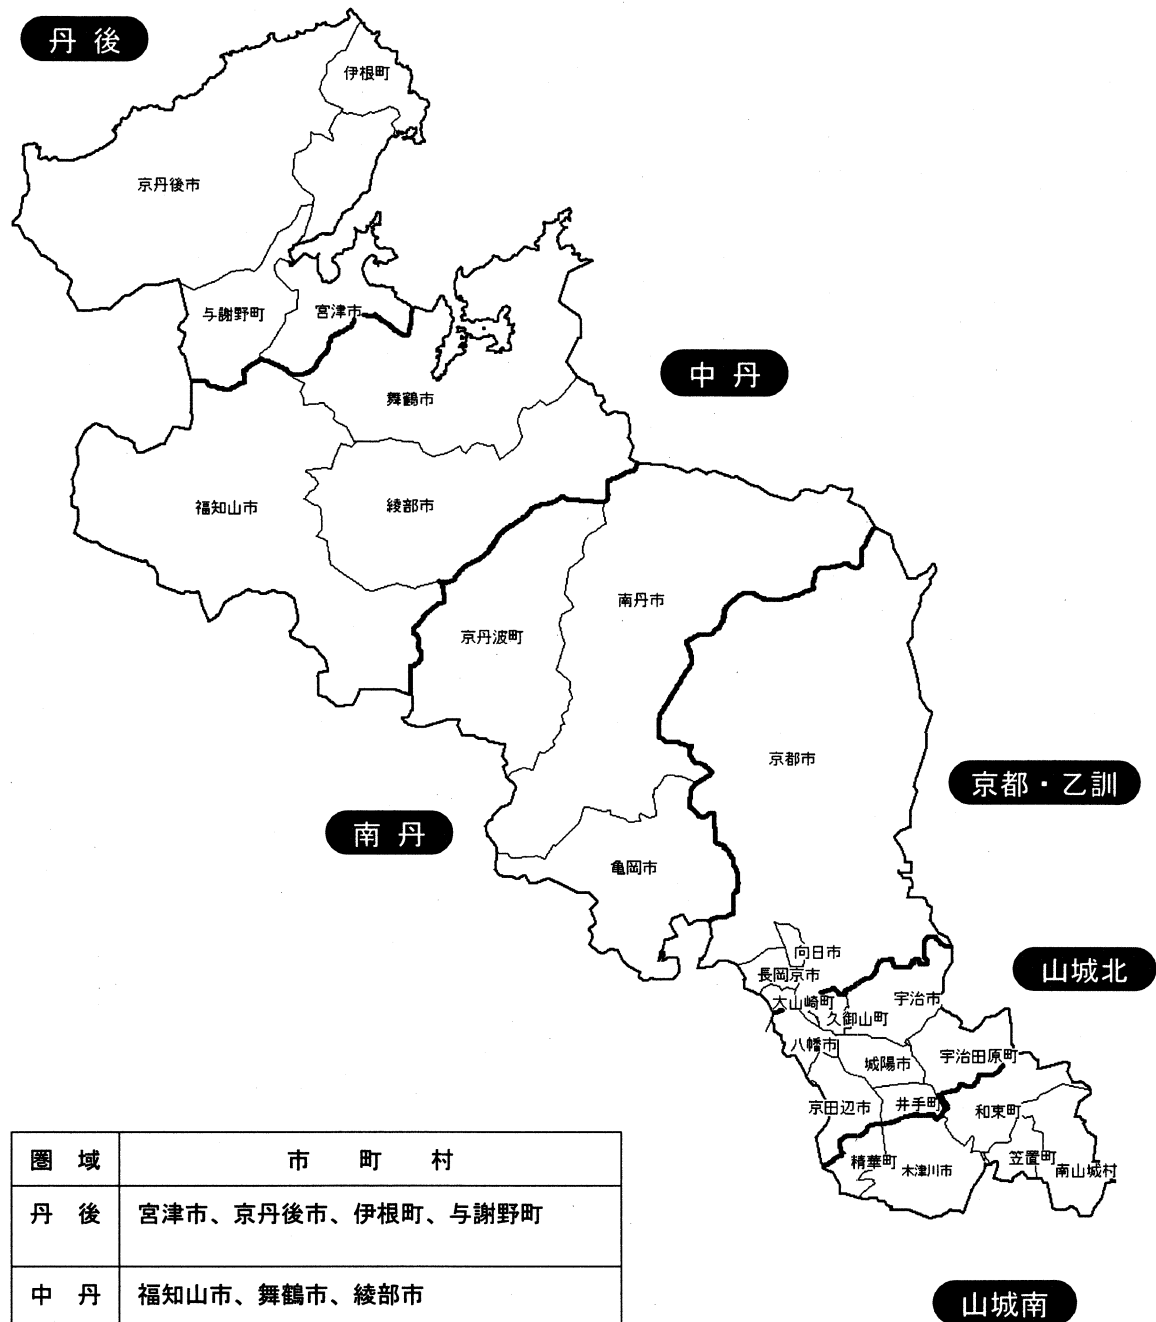 丹後
伊根町
京丹後市
与謝野町
宮津市
中丹
舞鶴市
福知山市
綾部市
南丹市
京丹波町
京都市
京都・乙訓
南丹
亀岡市
向日市
山城北
長岡京市
大山崎町
宇治市
久御山町
八幡市
城陽市
宇治田原町
京田辺市
井手町
和束町
精華町
木津川市
笠置町
南山城村
圏域 市町村
丹後 宮津市、京丹後市、伊根町、与謝野町
中丹 福知山市、舞鶴市、綾部市
山城南